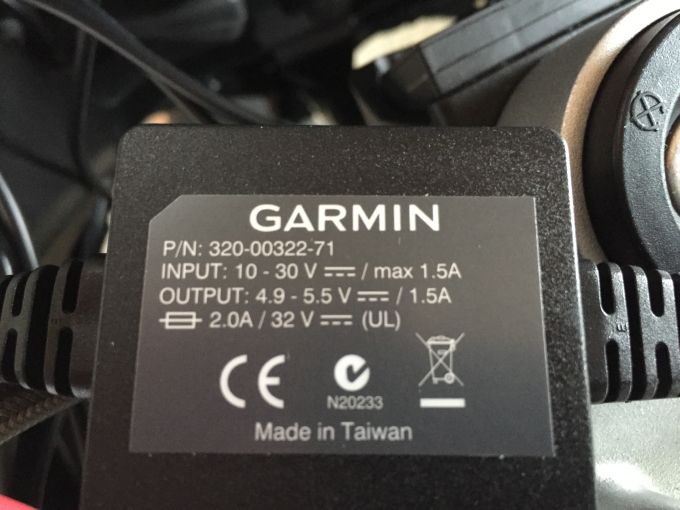 GARMIN
P/N: 320-00322-71
INPUT: 10 - 30 V ⎓ / max 1.5A
OUTPUT: 4.9 - 5.5 V ⎓ / 1.5A
2.0A / 32 V ⎓ (UL)
CE
N20233
Made in Taiwan